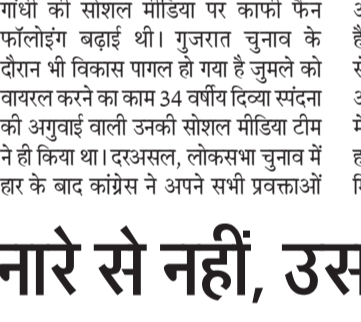 गांधी की सोशल मीडिया पर काफी फैन
फॉलोइंग बढ़ाई थी। गुजरात चुनाव के
दौरान भी विकास पागल हो गया है जुमले को
वायरल करने का काम 34 वर्षीय दिव्या स्पंदना
की अगुवाई वाली उनकी सोशल मीडिया टीम
ने ही किया था। दरअसल, लोकसभा चुनाव में
हार के बाद कांग्रेस ने अपने सभी प्रवक्ताओं
नारे से नहीं, उस